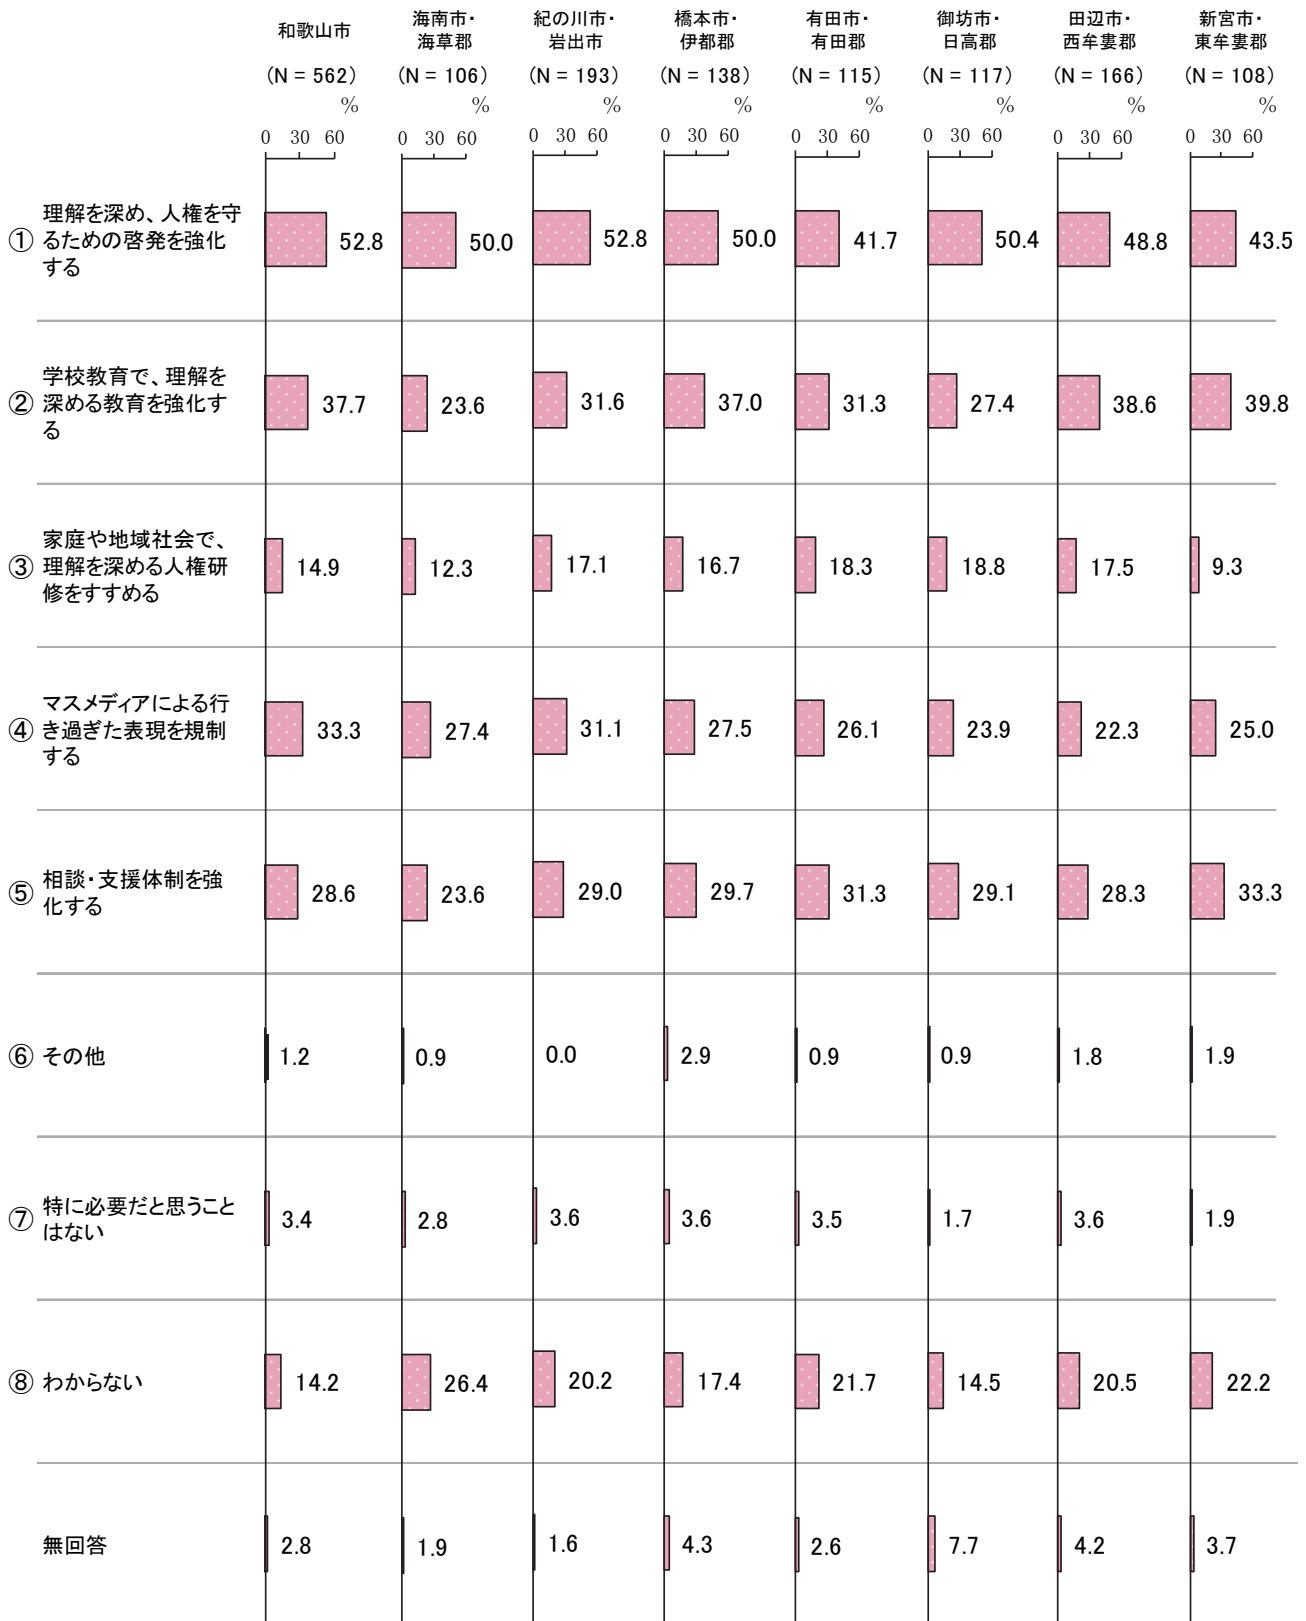 和歌山市
海南市・
海草郡
紀の川市・
岩出市
橋本市・
伊都郡
有田市・
有田郡
御坊市・
日高郡
田辺市・
西牟婁郡
新宮市・
東牟婁郡
(N = 562) (N = 106) (N = 193) (N = 138) (N = 115) (N = 117) (N = 166) (N = 108)
% % % % % % % %
0 30 60 0 30 60 0 30 60 0 30 60 0 30 60 0 30 60 0 30 60 0 30 60
① 理解を深め、人権を守
るための啓発を強化
する
52.8 50.0 52.8 50.0 41.7 50.4 48.8 43.5
② 学校教育で、理解を
深める教育を強化す
る
37.7 23.6 31.6 37.0 31.3 27.4 38.6 39.8
③ 家庭や地域社会で、
理解を深める人権研
修をすすめる
14.9 12.3 17.1 16.7 18.3 18.8 17.5 9.3
④ マスメディアによる行
き過ぎた表現を規制
する
33.3 27.4 31.1 27.5 26.1 23.9 22.3 25.0
⑤ 相談・支援体制を強
化する
28.6 23.6 29.0 29.7 31.3 29.1 28.3 33.3
⑥ その他
1.2 0.9 0.0 2.9 0.9 0.9 1.8 1.9
⑦ 特に必要だと思うこと
はない
3.4 2.8 3.6 3.6 3.5 1.7 3.6 1.9
⑧ わからない
14.2 26.4 20.2 17.4 21.7 14.5 20.5 22.2
無回答
2.8 1.9 1.6 4.3 2.6 7.7 4.2 3.7